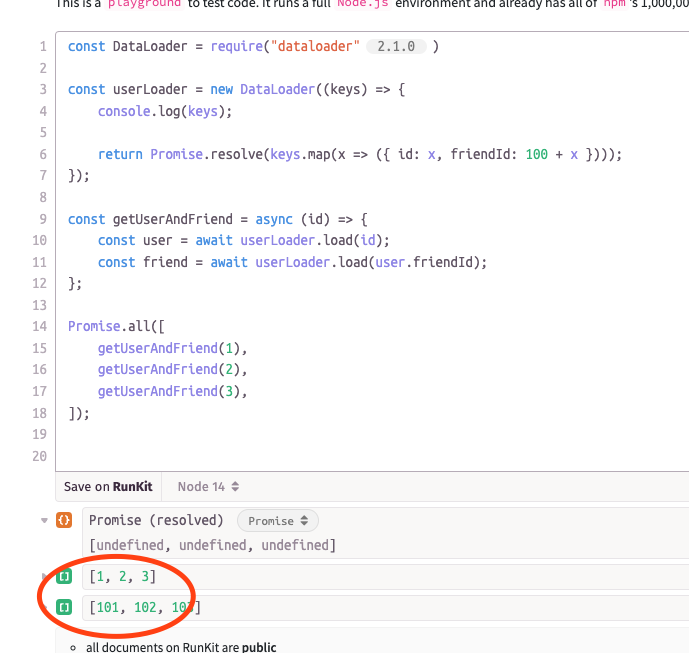 This is a playground to test code. It runs a full Node.js environment and already has all of npm's 1,000,00
1 const DataLoader = require("dataloader" 2.1.0 )
2
3 const userLoader = new DataLoader((keys) => {
4 console.log(keys);
5
6 return Promise.resolve(keys.map(x => ({ id: x, friendId: 100 + x })));
7 });
8
9 const getUserAndFriend = async (id) => {
10 const user = await userLoader.load(id);
11 const friend = await userLoader.load(user.friendId);
12 };
13
14 Promise.all([
15 getUserAndFriend(1),
16 getUserAndFriend(2),
17 getUserAndFriend(3),
18 ]);
19
20
Save on RunKit Node 14
{} Promise (resolved) Promise
[undefined, undefined, undefined]
[] [1, 2, 3]
[] [101, 102, 103]
all documents on RunKit are public